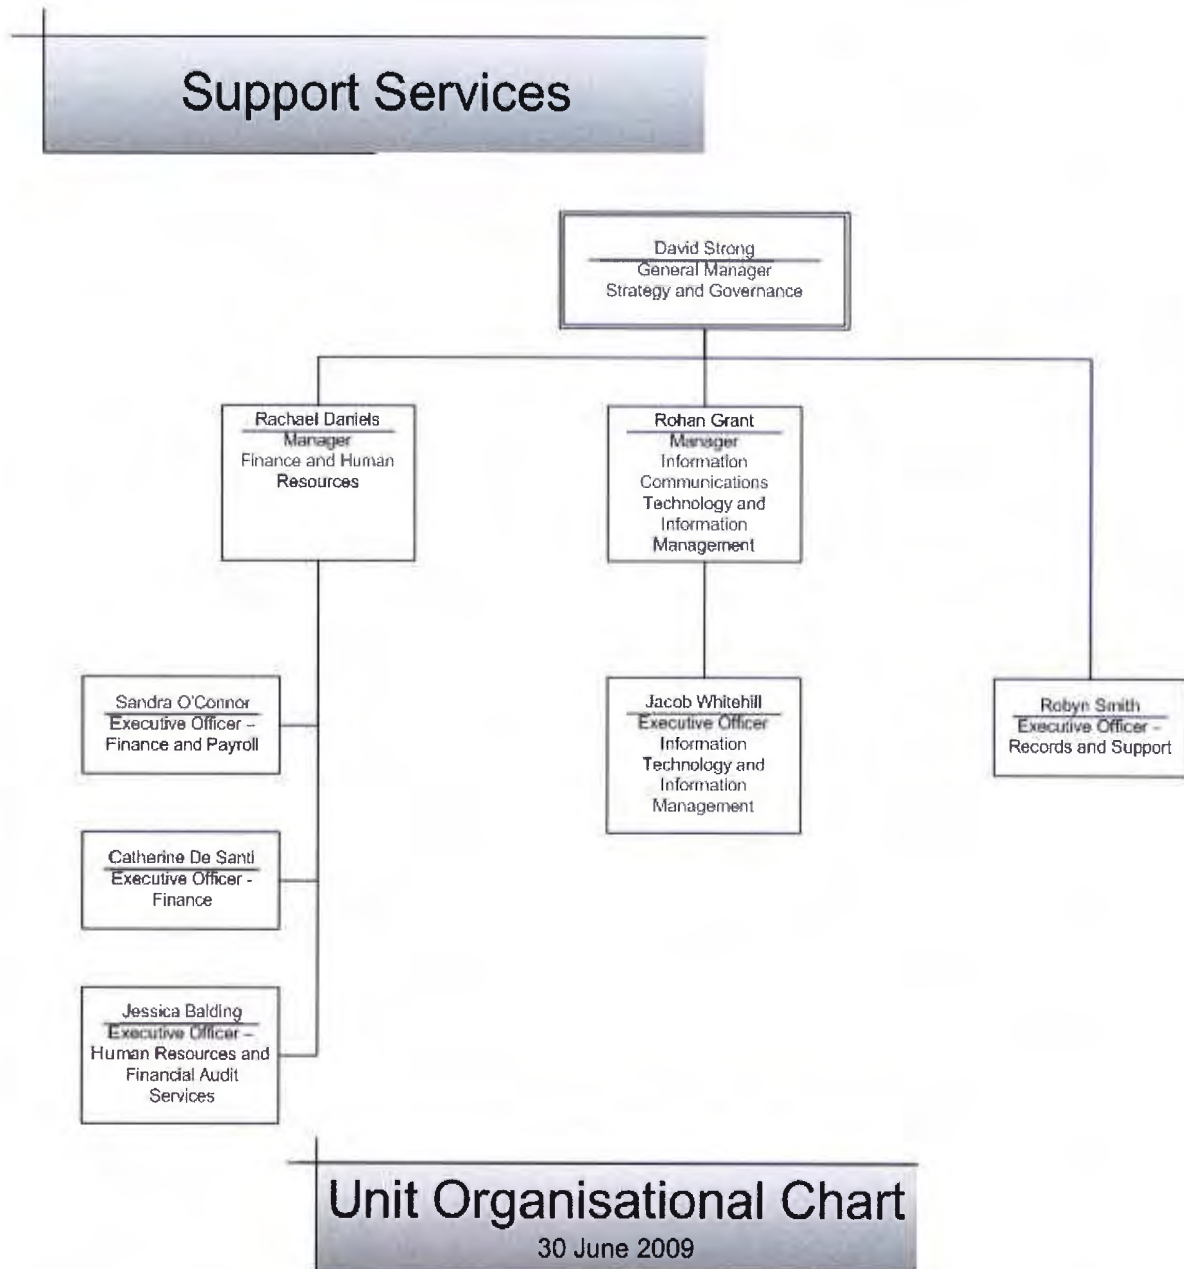 Support Services
David Strong
General Manager
Strategy and Governance
Rachael Daniels
Manager
Finance and Human
Resources
Rohan Grant
Manager
Information
Communications
Technology and
Information
Management
Sandra O'Connor
Executive Officer –
Finance and Payroll
Jacob Whitehill
Executive Officer
Information
Technology and
Information
Management
Robyn Smith
Executive Officer –
Records and Support
Catherine De Santi
Executive Officer -
Finance
Jessica Balding
Executive Officer –
Human Resources and
Financial Audit
Services
Unit Organisational Chart
30 June 2009